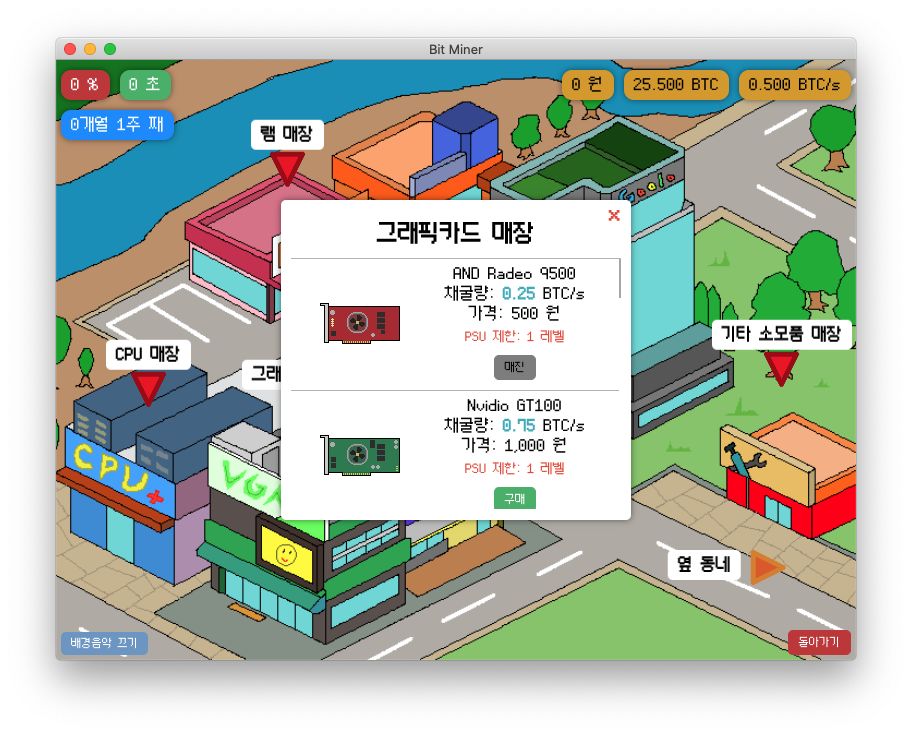 Bit Miner
0 %
0 초
0 원
25.500 BTC
0.500 BTC/s
0개월 1주 째
램 매장
Google
그래픽카드 매장
AND Radeo 9500
채굴량: 0.25 BTC/s
가격: 500 원
PSU 제한: 1 레벨
매진
Nvidio GT100
채굴량: 0.75 BTC/s
가격: 1,000 원
PSU 제한: 1 레벨
구매
CPU 매장
그래
기타 소모품 매장
CPU+
VGA
옆 동네
배경음악 끄기
돌아가기